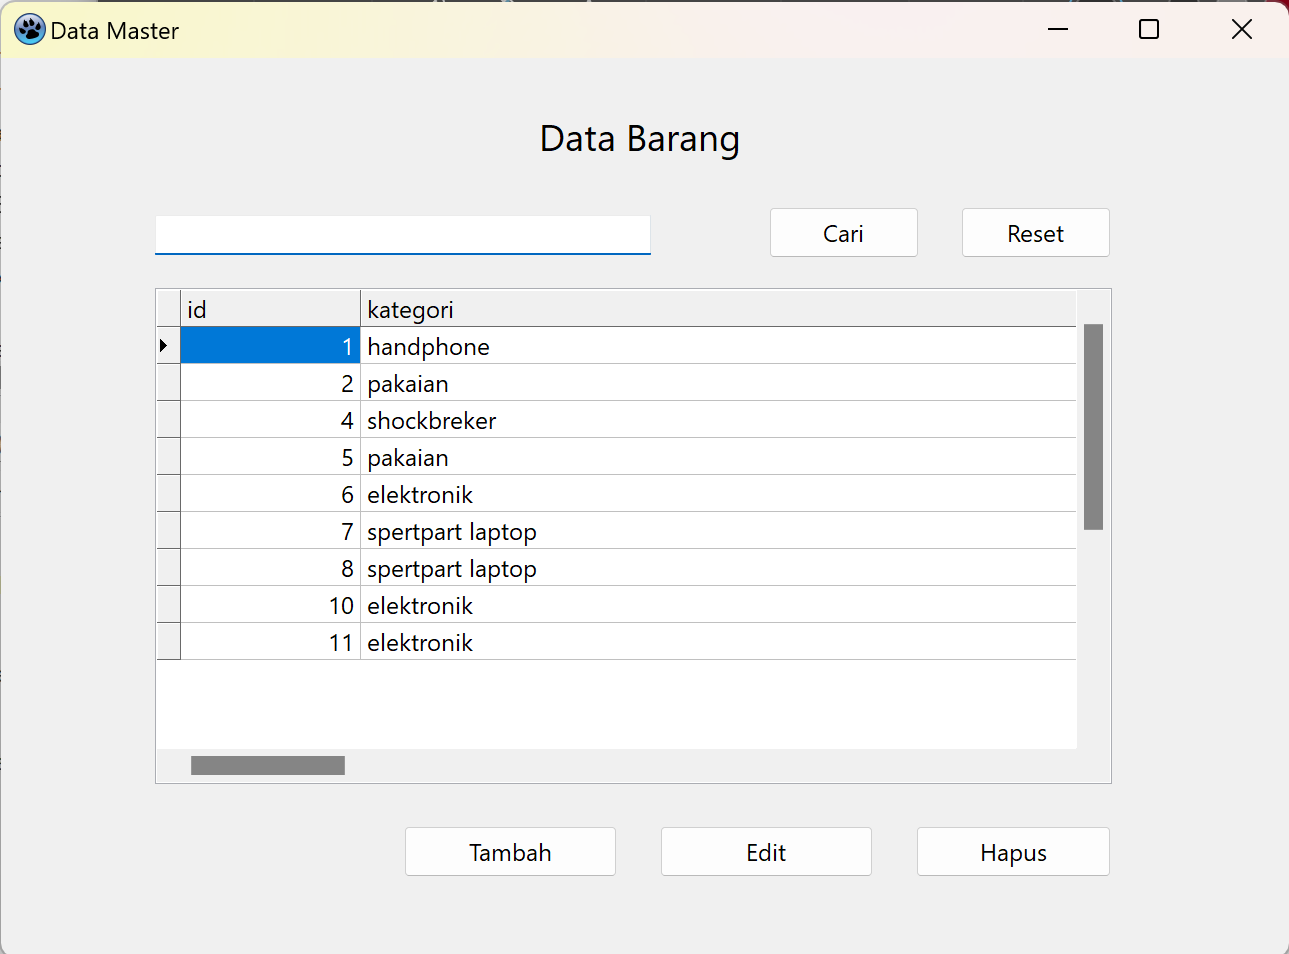 Data Master
Data Barang
Cari Reset
id kategori
1 handphone
2 pakaian
4 shockbreker
5 pakaian
6 elektronik
7 spertpart laptop
8 spertpart laptop
10 elektronik
11 elektronik
Tambah Edit Hapus